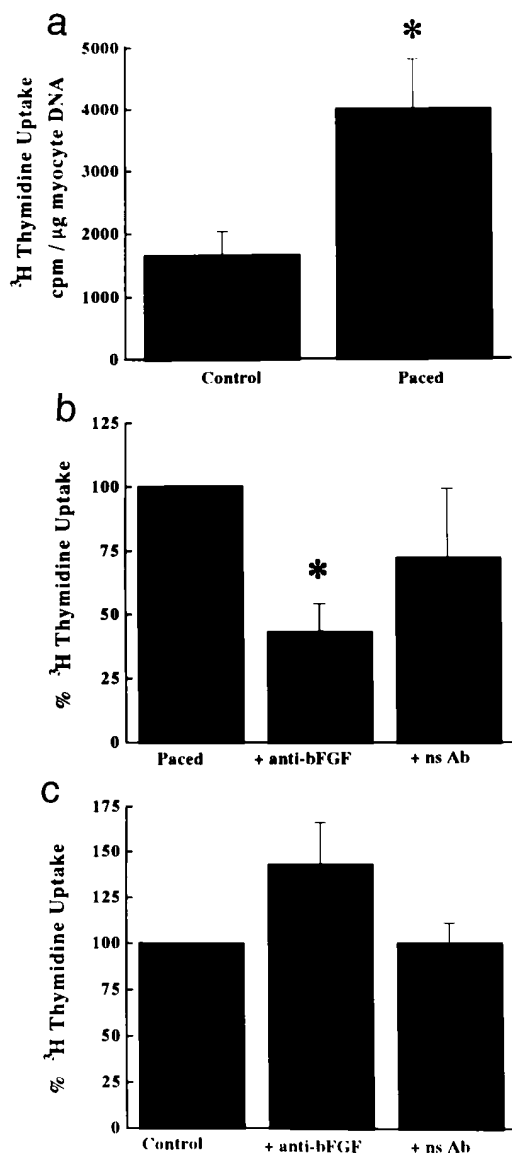 a
³H Thymidine Uptake
cpm / µg myocyte DNA
5000
4000
3000
2000
1000
0
*
Control
Paced
b
% ³H Thymidine Uptake
125
100
75
50
25
0
*
Paced
+ anti-bFGF
+ ns Ab
c
% ³H Thymidine Uptake
175
150
125
100
75
50
25
0
Control
+ anti-bFGF
+ ns Ab